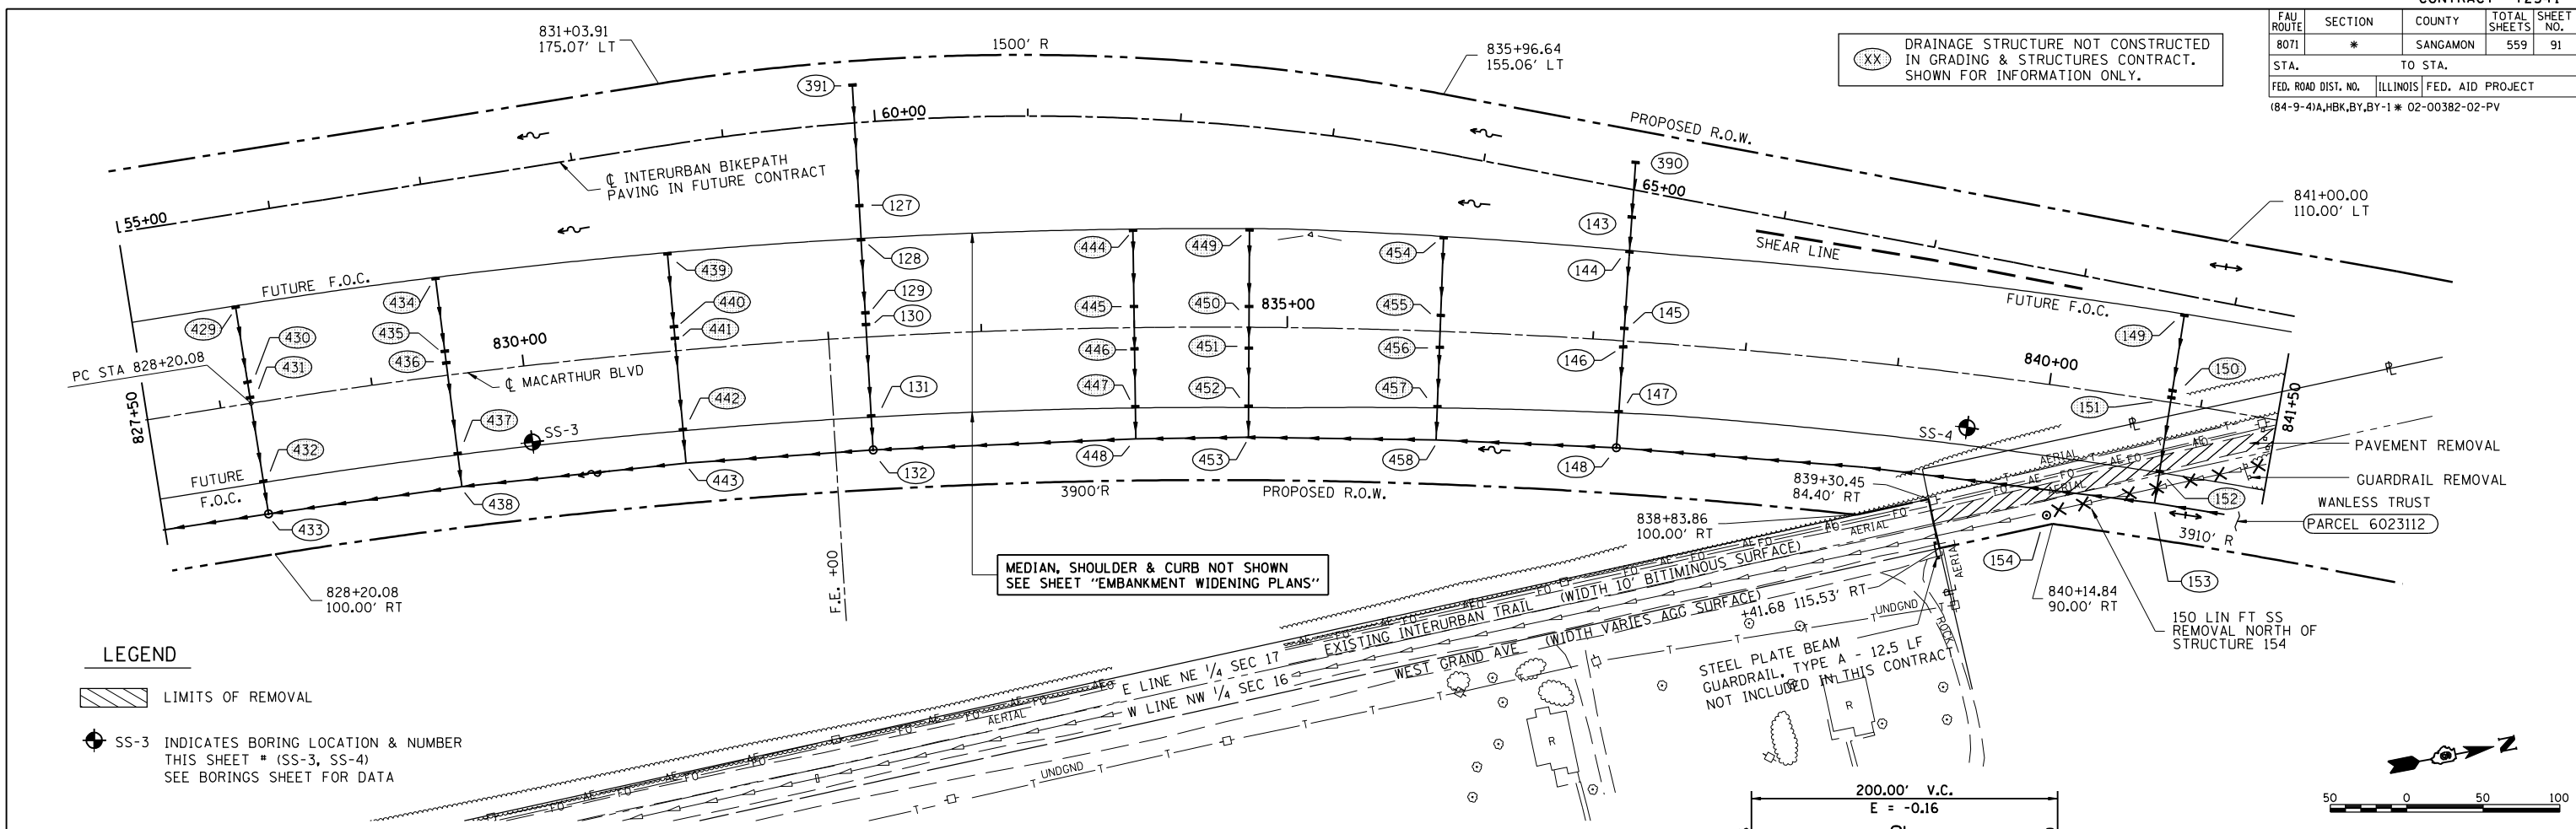 FAU ROUTE SECTION COUNTY TOTAL SHEETS SHEET NO.
8071 * SANGAMON 559 91
STA. TO STA.
FED. ROAD DIST. NO. ILLINOIS FED. AID PROJECT
(84-9-4)A,HBK,BY,BY-1 * 02-00382-02-PV
XX DRAINAGE STRUCTURE NOT CONSTRUCTED
IN GRADING & STRUCTURES CONTRACT.
SHOWN FOR INFORMATION ONLY.
831+03.91
175.07' LT
1500' R
835+96.64
155.06' LT
PROPOSED R.O.W.
841+00.00
110.00' LT
391
60+00
390
65+00
℄ INTERURBAN BIKEPATH
PAVING IN FUTURE CONTRACT
55+00
127
128
129
130
131
132
143
144
145
146
147
148
SHEAR LINE
FUTURE F.O.C.
FUTURE F.O.C.
429
430
431
432
433
434
435
436
437
438
439
440
441
442
443
444
445
446
447
448
449
450
451
452
453
454
455
456
457
458
149
150
151
152
153
154
PC STA 828+20.08
830+00
835+00
840+00
℄ MACARTHUR BLVD
827+50
841+50
SS-3
SS-4
FUTURE
F.O.C.
3900'R
PROPOSED R.O.W.
F.E. +00
828+20.08
100.00' RT
MEDIAN, SHOULDER & CURB NOT SHOWN
SEE SHEET "EMBANKMENT WIDENING PLANS"
839+30.45
84.40' RT
838+83.86
100.00' RT
PAVEMENT REMOVAL
GUARDRAIL REMOVAL
WANLESS TRUST
PARCEL 6023112
3910' R
840+14.84
90.00' RT
150 LIN FT SS
REMOVAL NORTH OF
STRUCTURE 154
EXISTING INTERURBAN TRAIL (WIDTH 10' BITIMINOUS SURFACE)
WEST GRAND AVE (WIDTH VARIES AGG SURFACE)
+41.68 115.53' RT
E LINE NE 1/4 SEC 17
W LINE NW 1/4 SEC 16
AERIAL
AERIAL
AERIAL
AERIAL
AERIAL
UNDGND
UNDGND
ROCK
STEEL PLATE BEAM
GUARDRAIL, TYPE A - 12.5 LF
NOT INCLUDED IN THIS CONTRACT
R
R
LEGEND
LIMITS OF REMOVAL
SS-3 INDICATES BORING LOCATION & NUMBER
THIS SHEET # (SS-3, SS-4)
SEE BORINGS SHEET FOR DATA
200.00' V.C.
E = -0.16
N
50 0 50 100